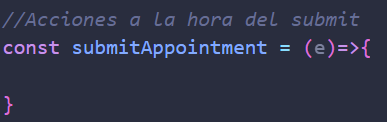 //Acciones a la hora del submit
const submitAppointment = (e)=>{
}